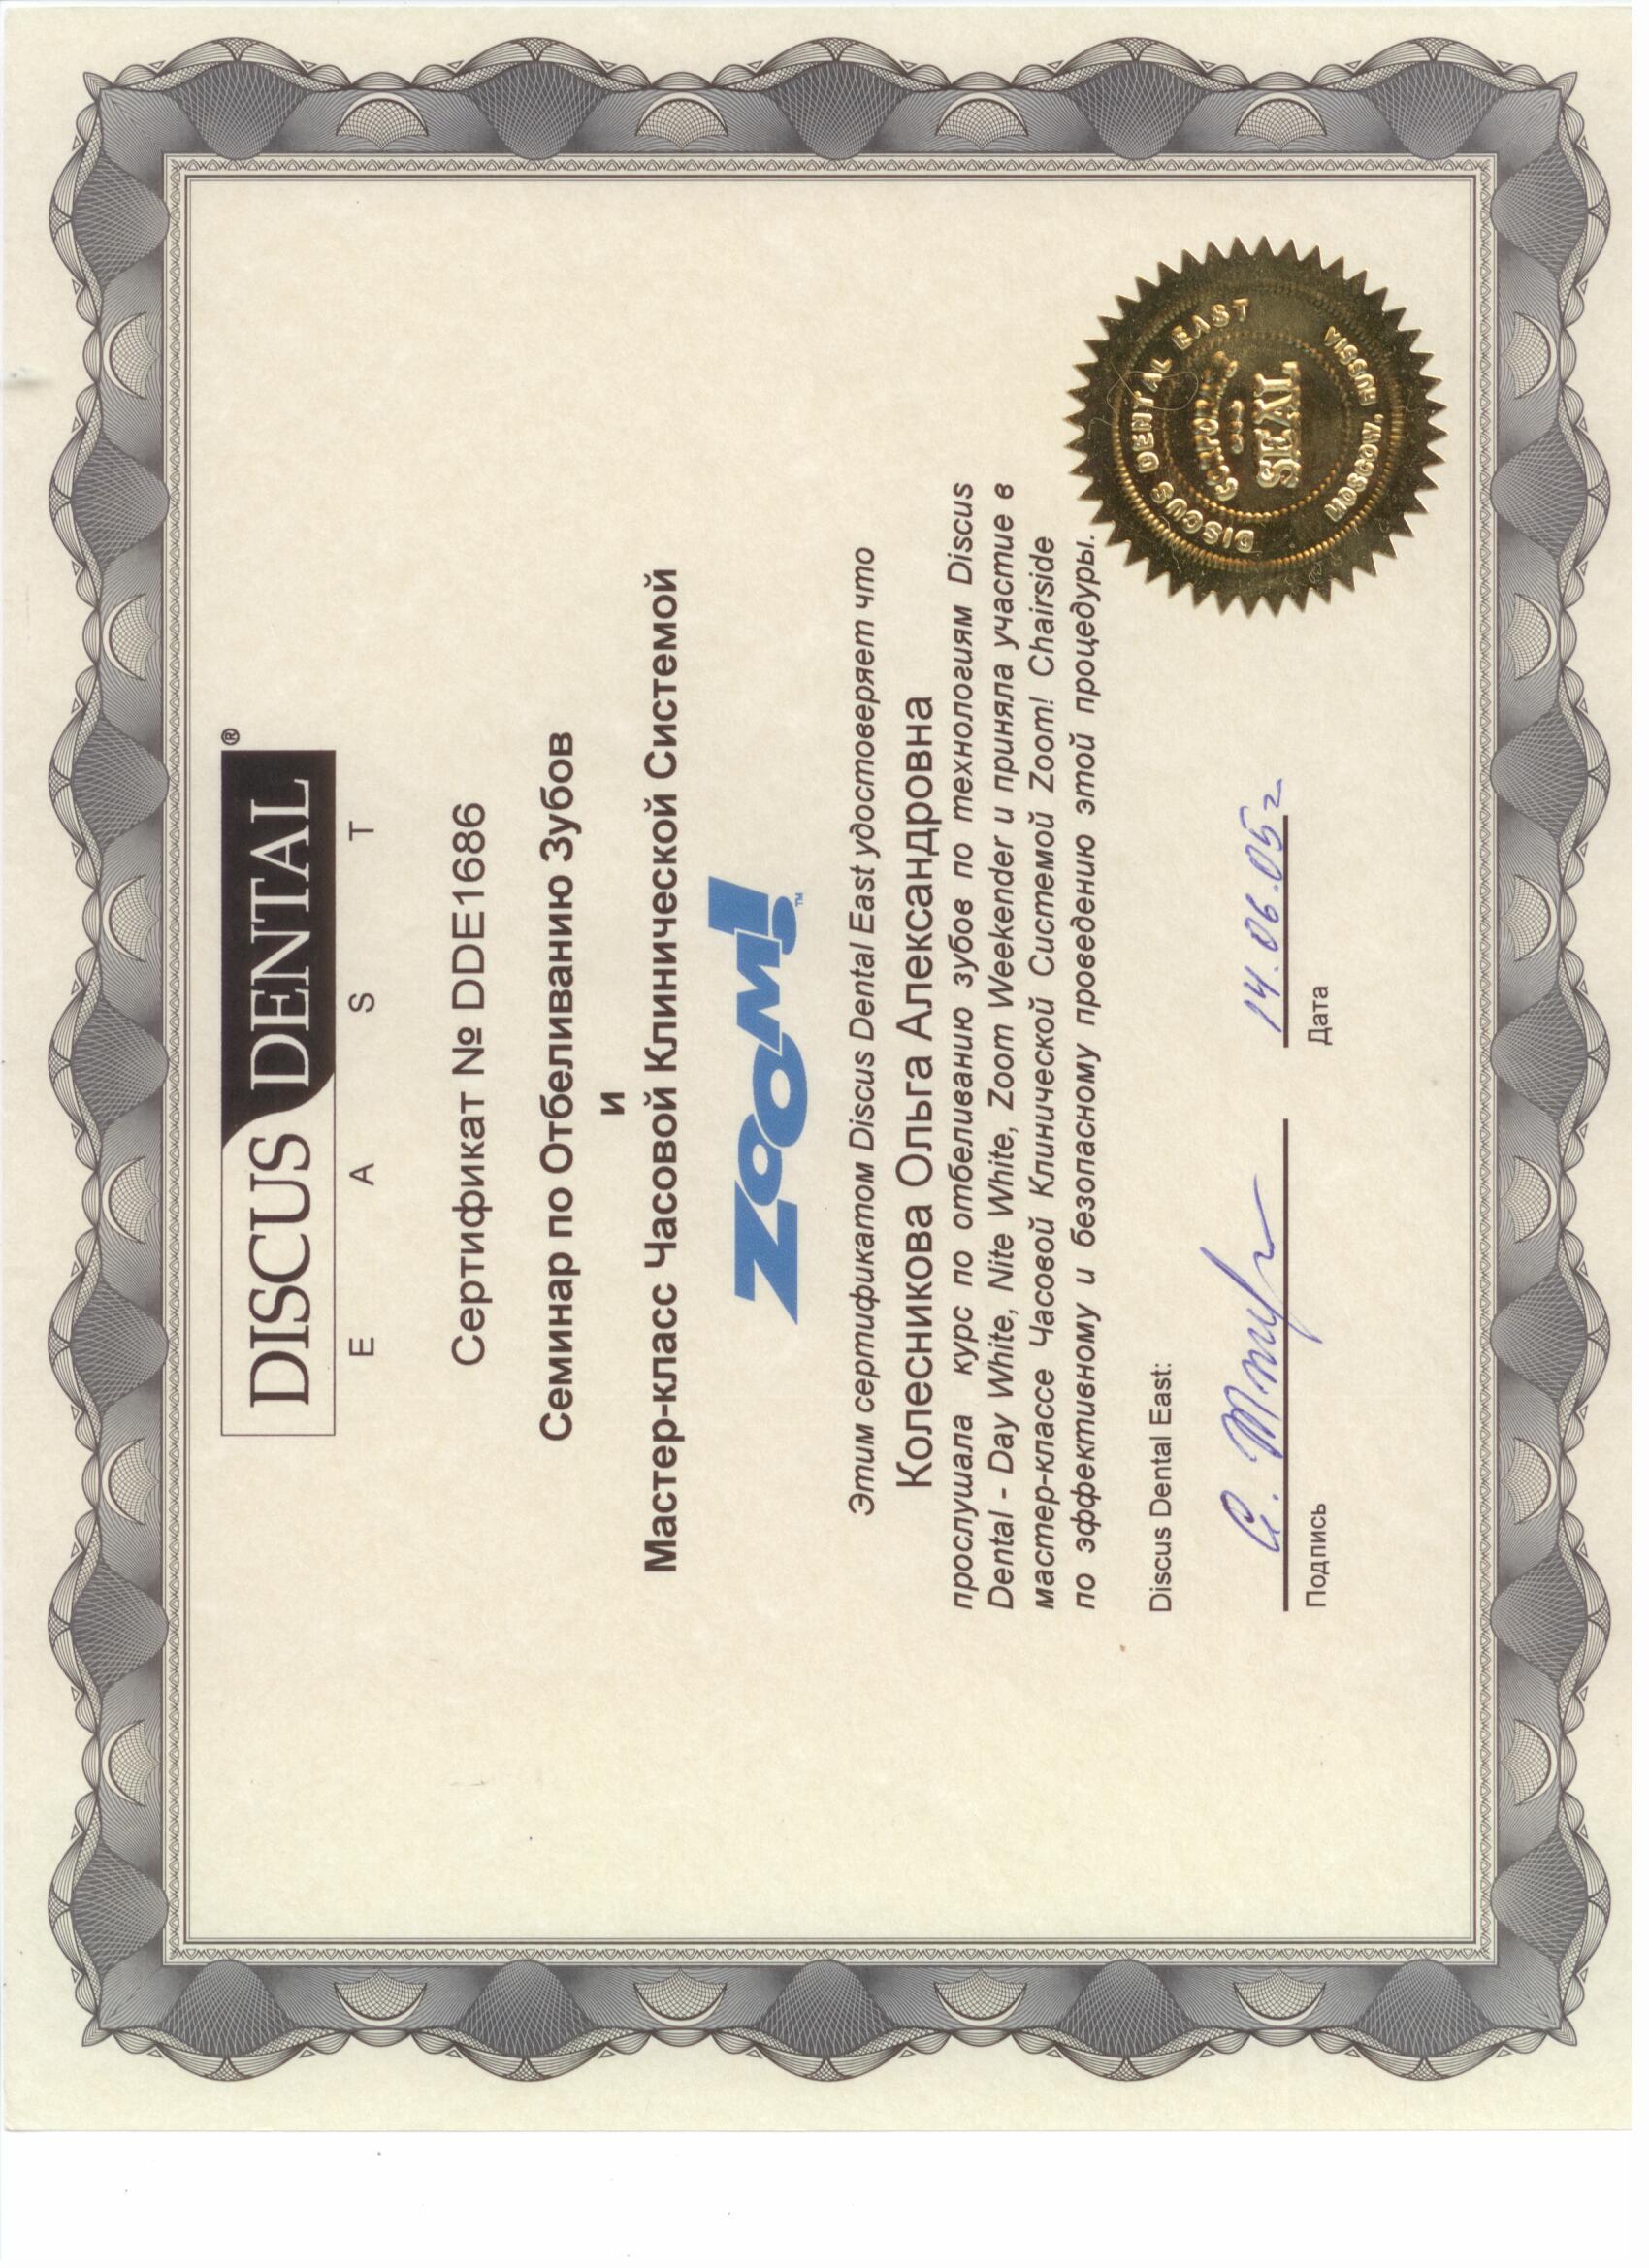 DISCUS DENTAL®
EAST
Сертификат № DDE1686
Семинар по Отбеливанию Зубов
и
Мастер-класс Часовой Клинической Системой
ZOOM!™
Этим сертификатом Discus Dental East удостоверяет что
Колесникова Ольга Александровна
прослушала курс по отбеливанию зубов по технологиям Discus
Dental - Day White, Nite White, Zoom Weekender и приняла участие в
мастер-классе Часовой Клинической Системой Zoom! Chairside
по эффективному и безопасному проведению этой процедуры.
Discus Dental East:
14.06.05г
Подпись
Дата
DISCUS DENTAL EAST
CORPORATE
SEAL
MOSCOW, RUSSIA